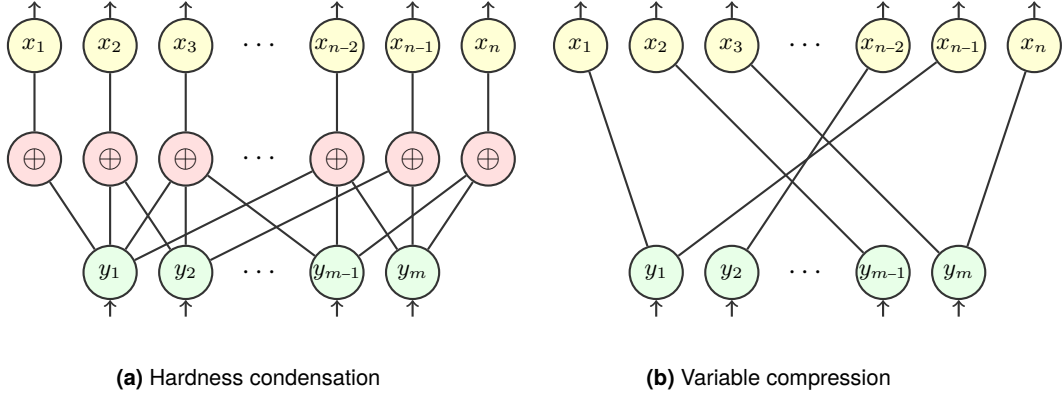 x₁ x₂ x₃ ··· xₙ₋₂ xₙ₋₁ xₙ x₁ x₂ x₃ ··· xₙ₋₂ xₙ₋₁ xₙ
⊕ ⊕ ⊕ ··· ⊕ ⊕ ⊕
y₁ y₂ ··· yₘ₋₁ yₘ y₁ y₂ ··· yₘ₋₁ yₘ
(a) Hardness condensation (b) Variable compression